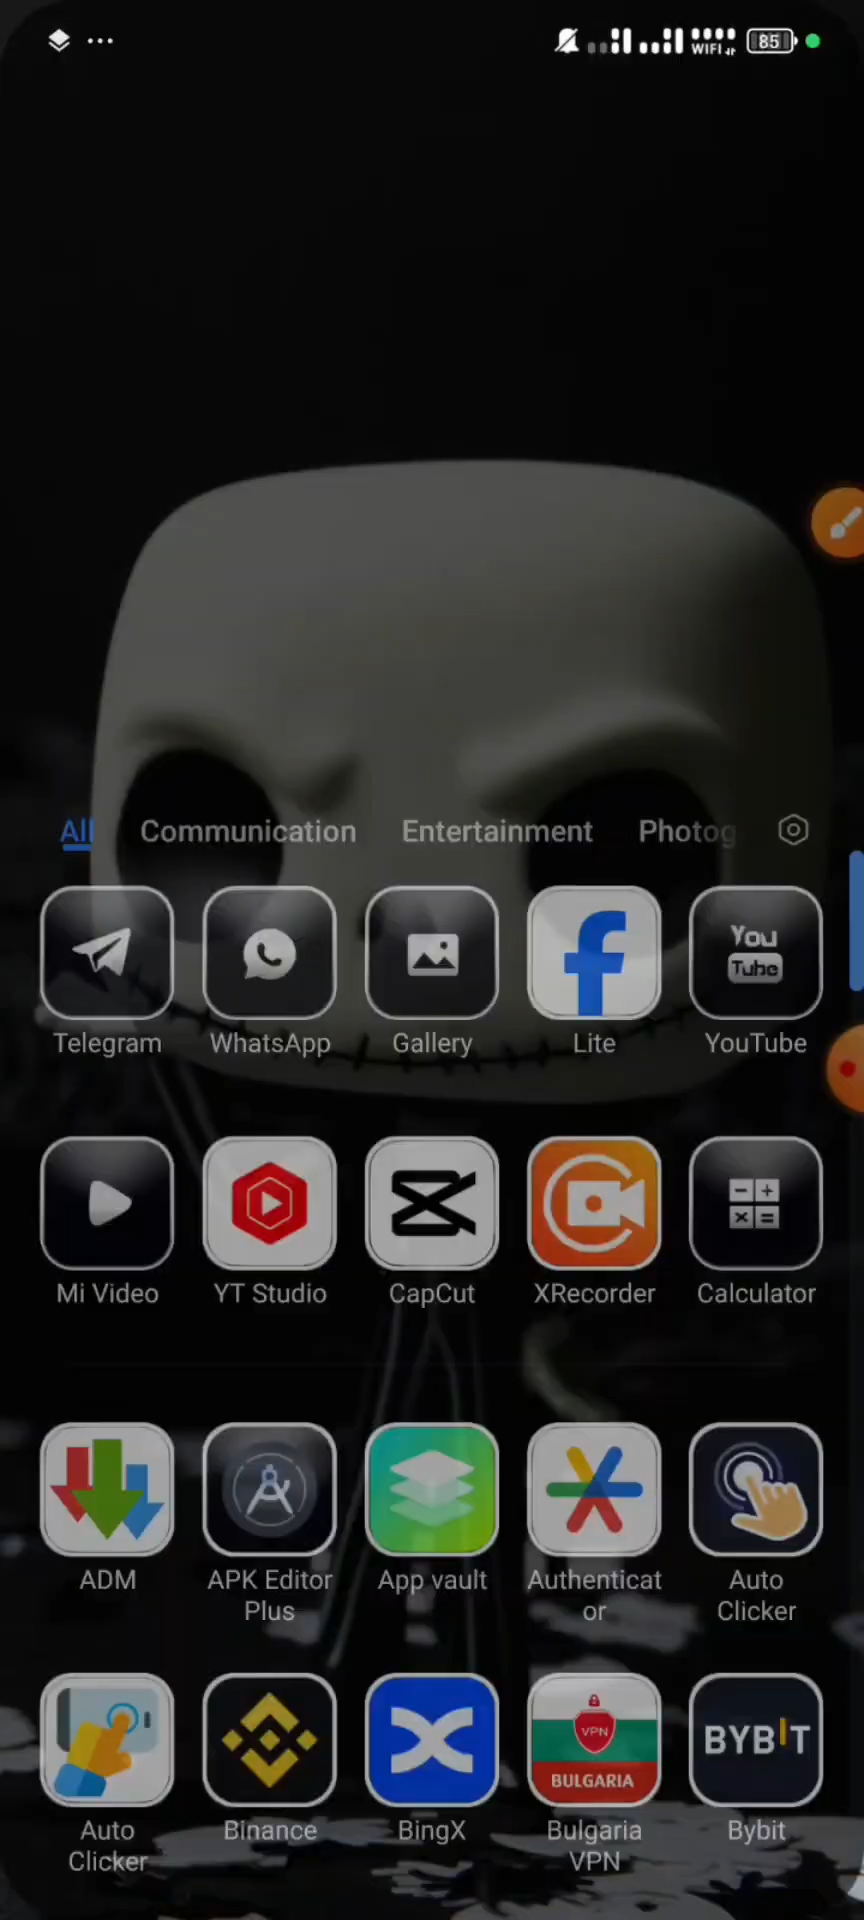 WIFI 85
All Communication Entertainment Photog
You
Tube
Telegram WhatsApp Gallery Lite YouTube
Mi Video YT Studio CapCut XRecorder Calculator
ADM APK Editor App vault Authenticat Auto
Plus or Clicker
VPN
BULGARIA
BYBIT
Auto Binance BingX Bulgaria Bybit
Clicker VPN